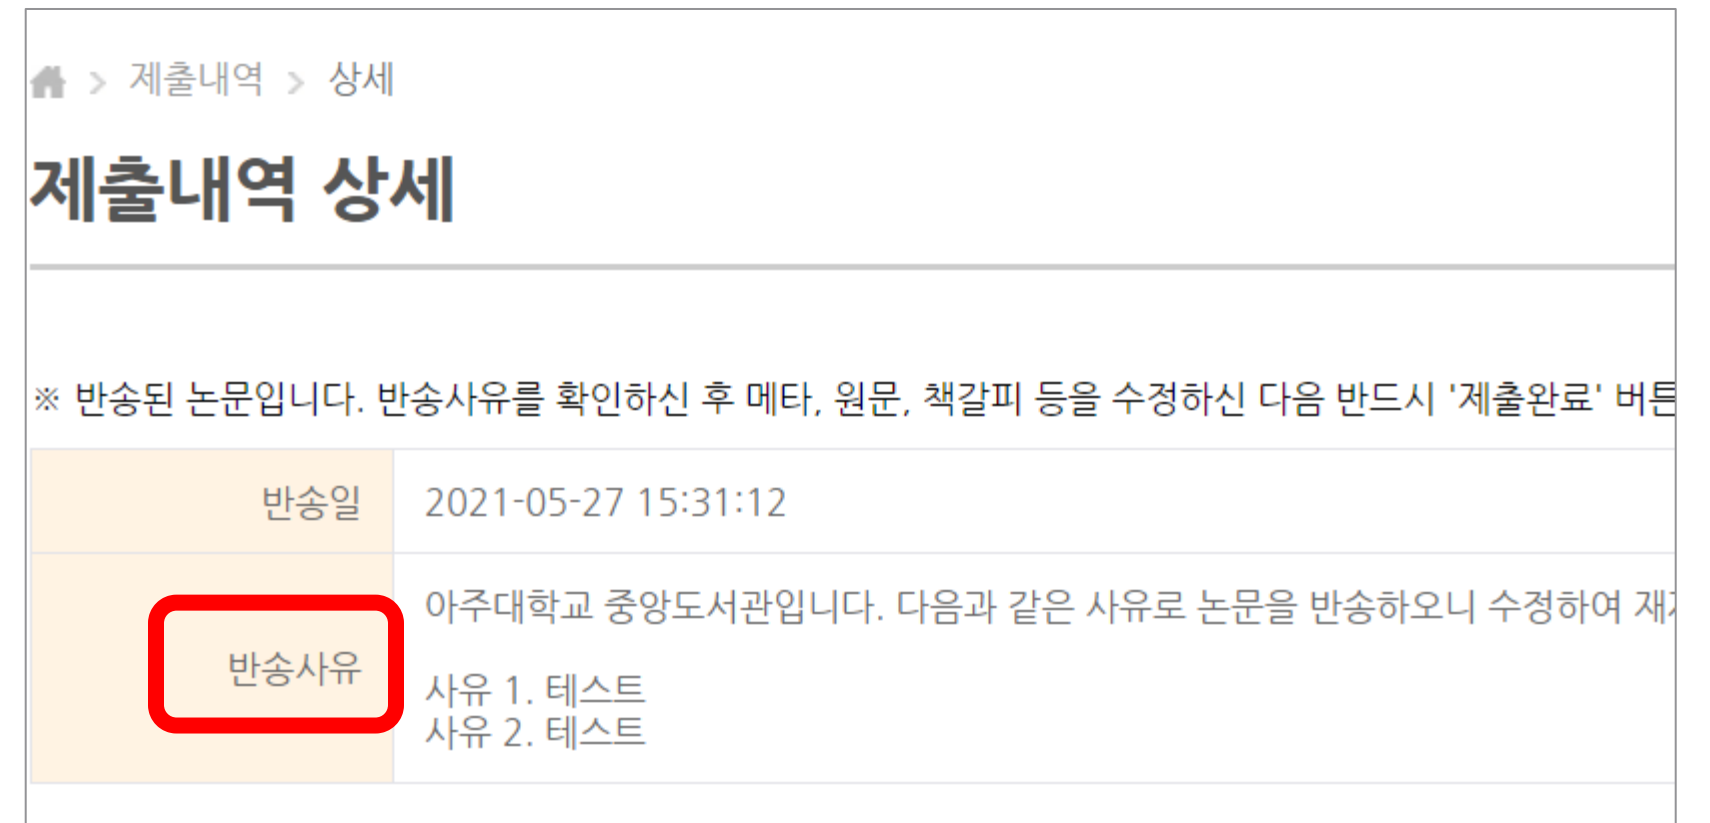 > 제출내역 > 상세
제출내역 상세
※ 반송된 논문입니다. 반송사유를 확인하신 후 메타, 원문, 책갈피 등을 수정하신 다음 반드시 '제출완료' 버튼
반송일 2021-05-27 15:31:12
아주대학교 중앙도서관입니다. 다음과 같은 사유로 논문을 반송하오니 수정하여
반송사유
사유 1. 테스트
사유 2. 테스트